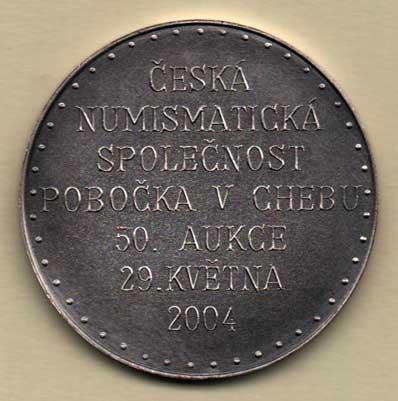 ČESKÁ
NUMISMATICKÁ
SPOLEČNOST
POBOČKA V CHEBU
50. AUKCE
29. KVĚTNA
2004